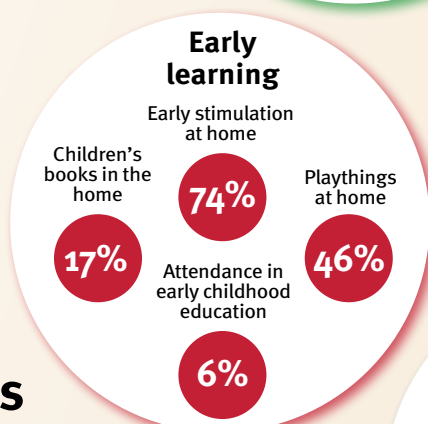 Early
learning
Early stimulation
at home
74%
Children's
books in the
home
17%
Playthings
at home
46%
Attendance in
early childhood
education
6%
s